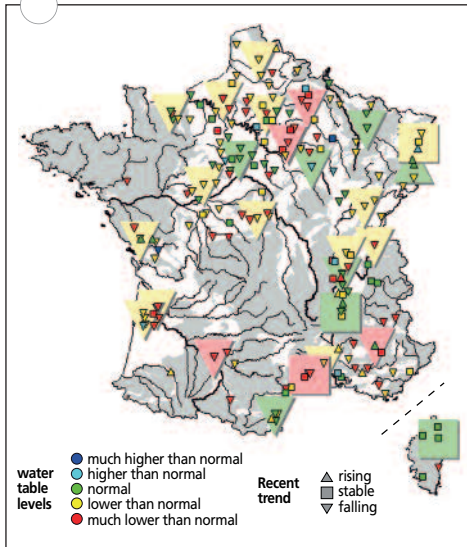 water
table
levels
much higher than normal
higher than normal
normal
lower than normal
much lower than normal
Recent
trend
rising
stable
falling